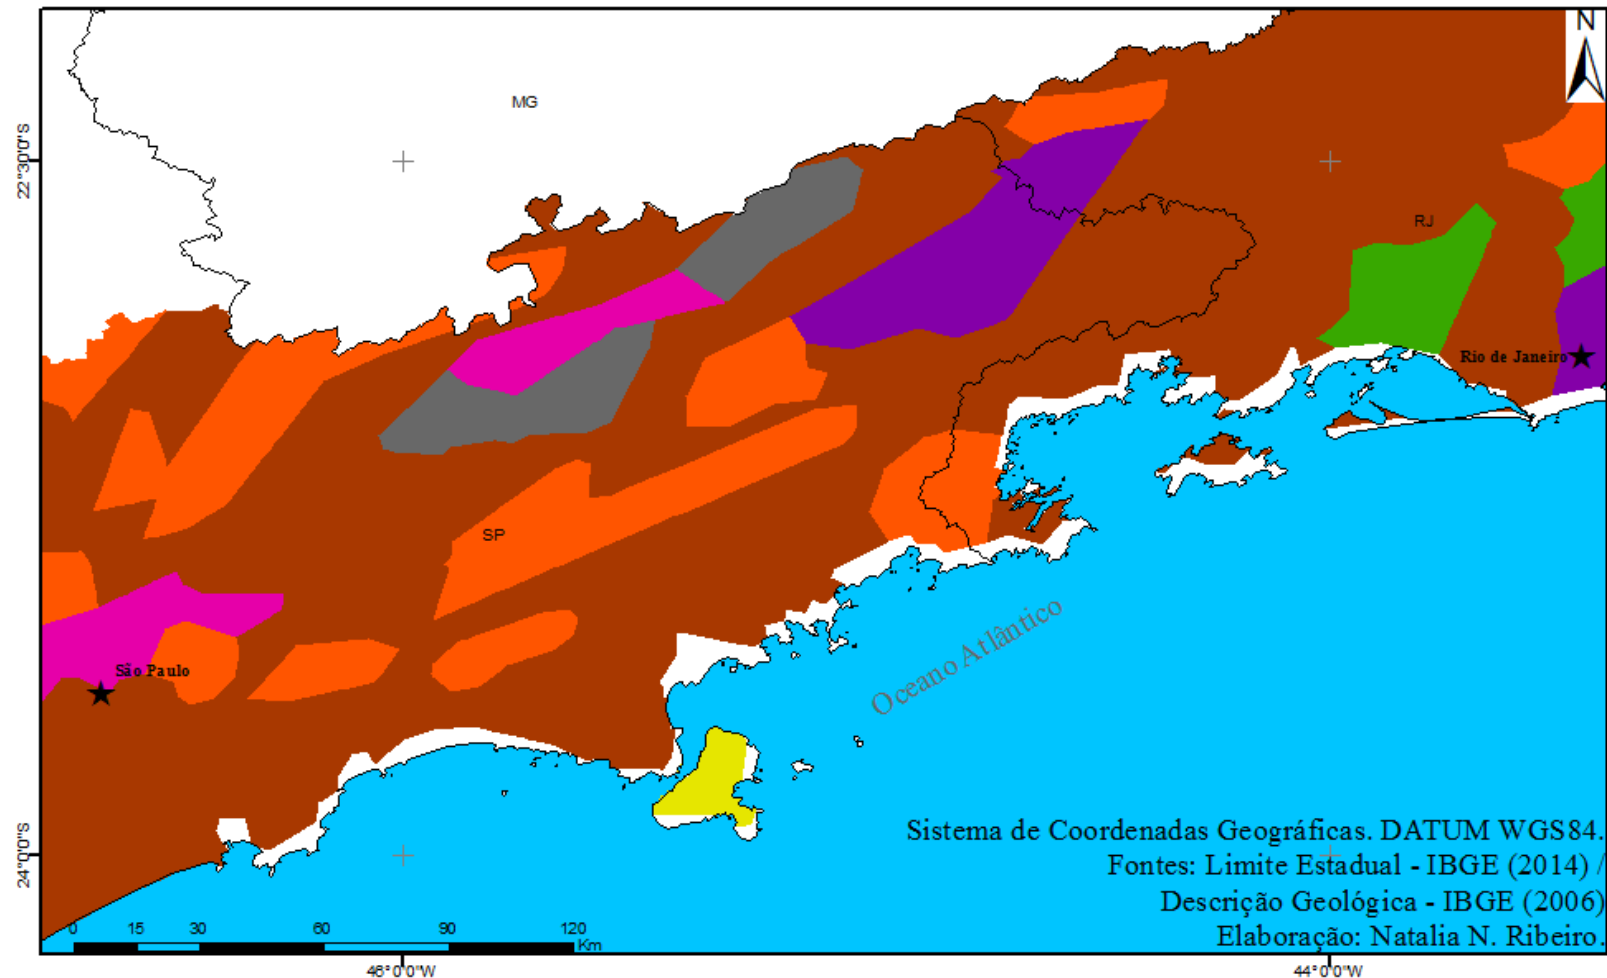 N
MG
22°30'0"S
RJ
Rio de Janeiro
SP
São Paulo
Oceano Atlântico
24°0'0"S
Sistema de Coordenadas Geográficas. DATUM WGS84.
Fontes: Limite Estadual - IBGE (2014) /
Descrição Geológica - IBGE (2006)
Elaboração: Natalia N. Ribeiro.
0 15 30 60 90 120
Km
46°0'0"W 44°0'0"W